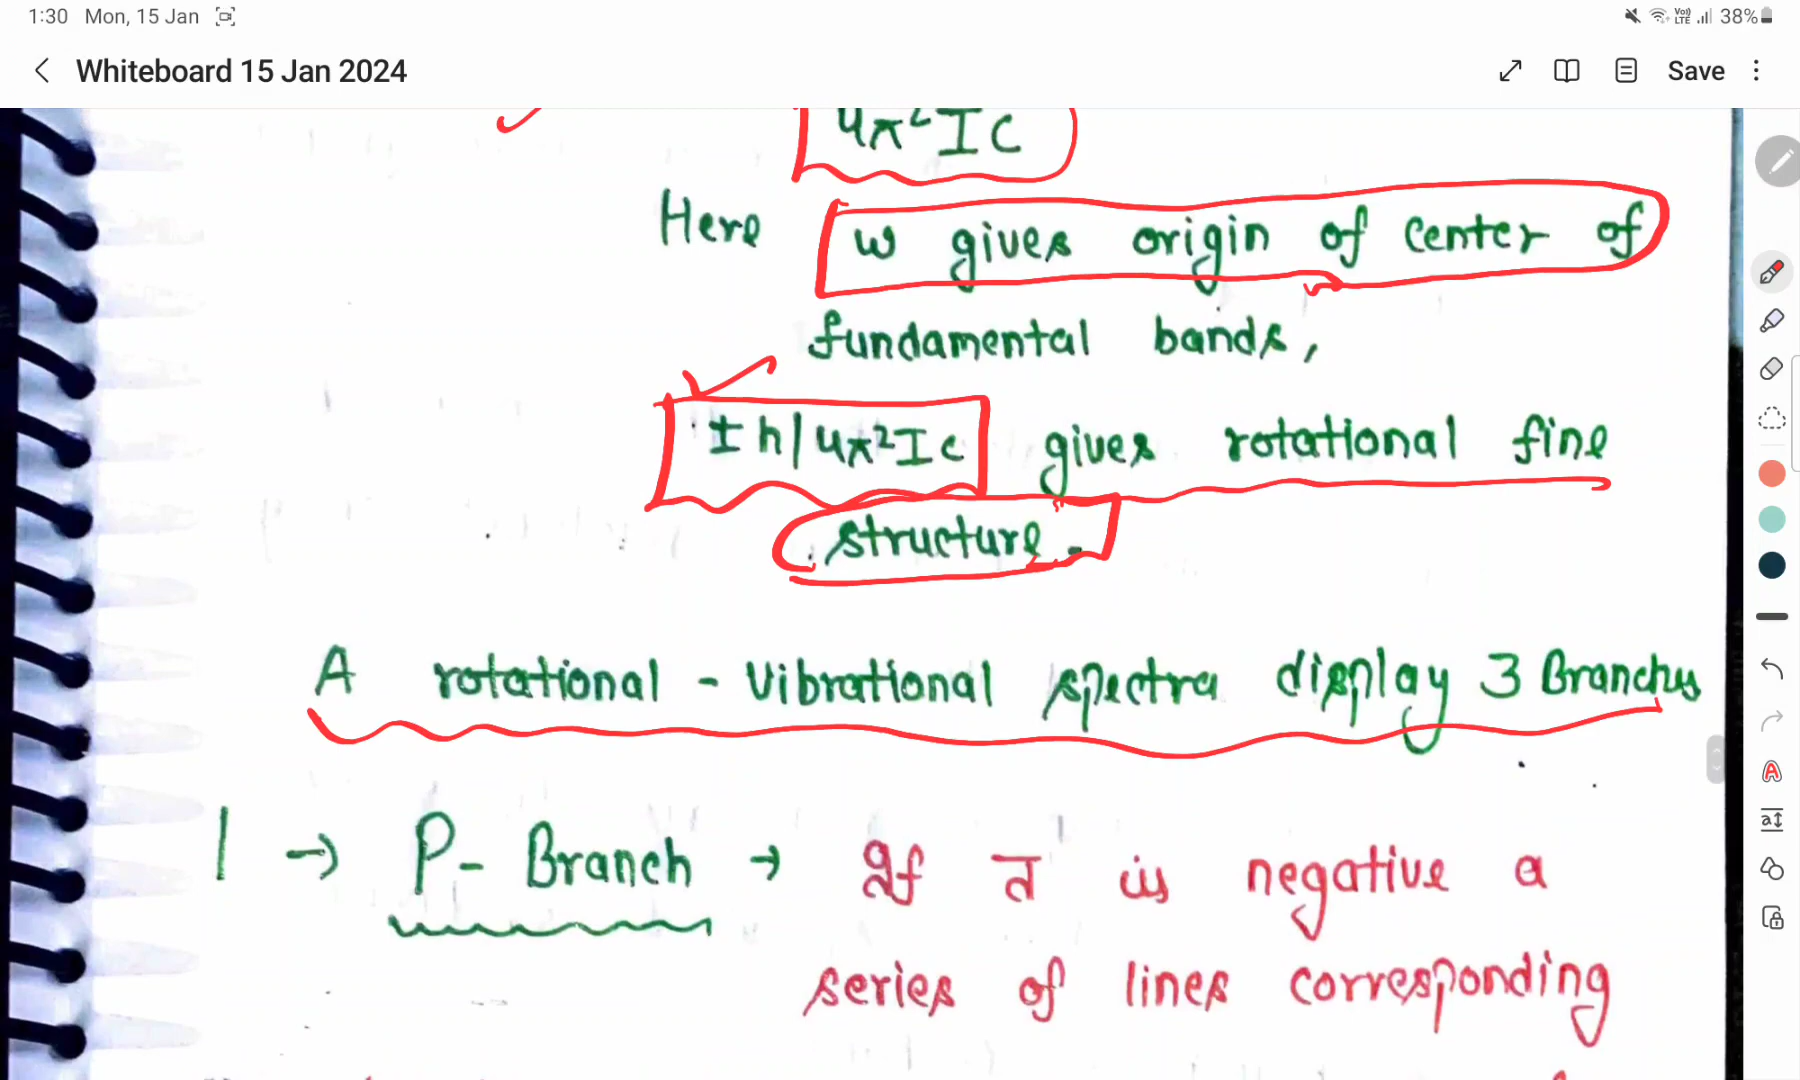 1:30 Mon, 15 Jan
VoI) LTE 38%
Whiteboard 15 Jan 2024
Save
4π²IC
Here ω gives origin of center of
fundamental bands,
±h/4π²Ic gives rotational fine
structure.
A rotational - Vibrational spectra display 3 Branches
1 → P- Branch → If is negative a
series of lines corresponding